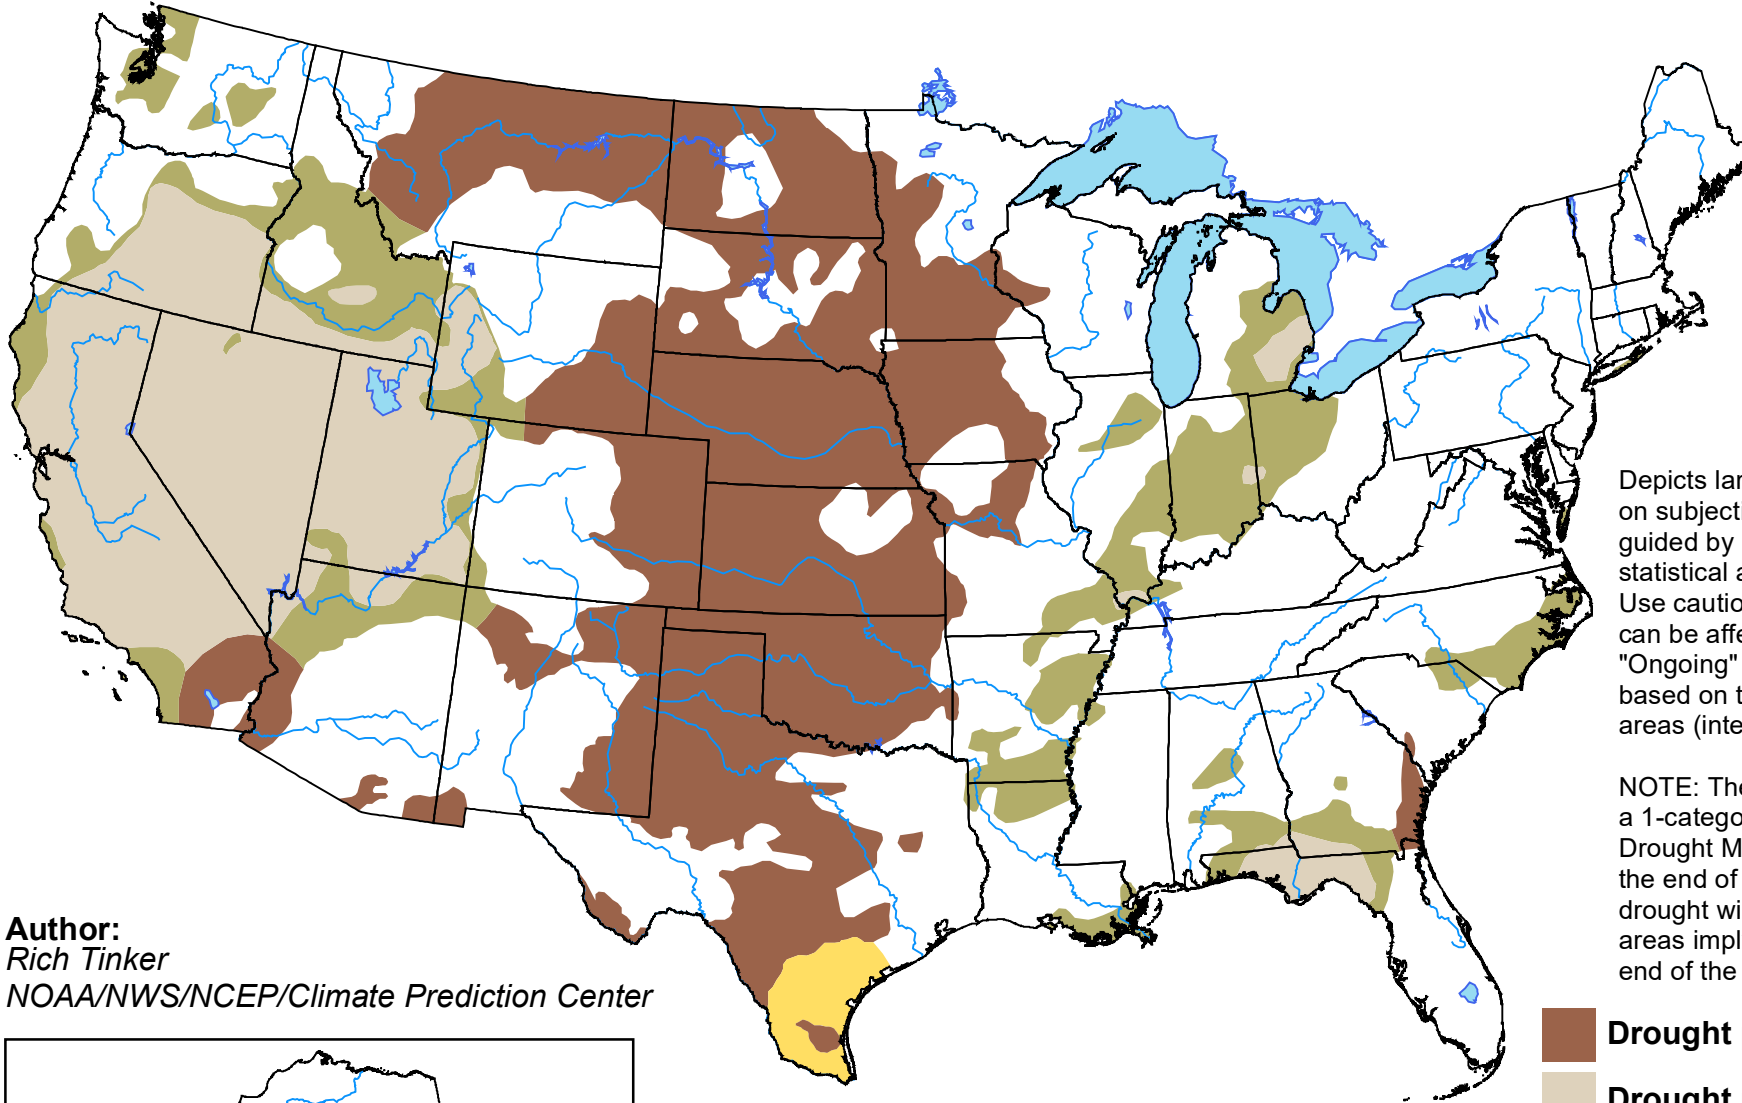 Depicts lar
on subjecti
guided by
statistical a
Use cautio
can be affe
"Ongoing"
based on t
areas (inte
NOTE: The
a 1-catego
Drought M
the end of
drought wi
areas impl
end of the
Author:
Rich Tinker
NOAA/NWS/NCEP/Climate Prediction Center
Drought
Drought